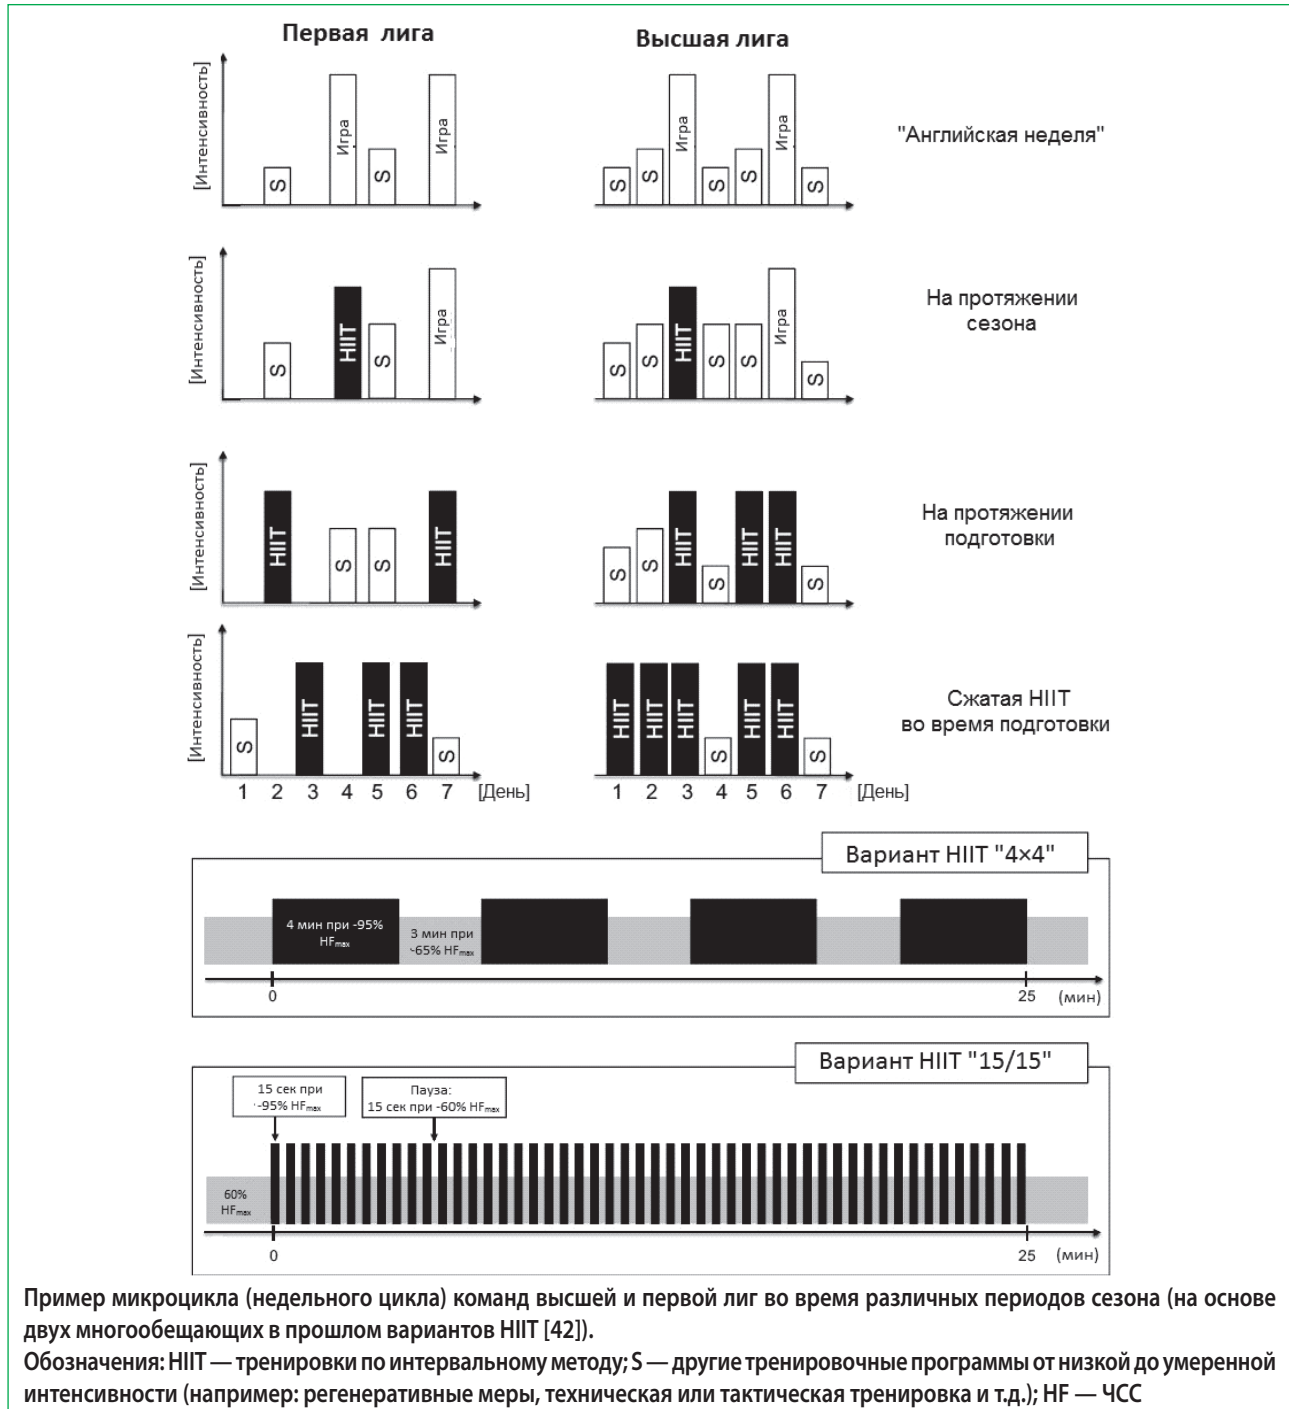 Первая лига
Высшая лига
[Интенсивность]
S
Игра
S
Игра
S
S
Игра
S
S
Игра
S
"Английская неделя"
[Интенсивность]
S
HIIT
S
Игра
S
S
HIIT
S
S
Игра
S
На протяжении
сезона
[Интенсивность]
HIIT
S
S
HIIT
S
S
HIIT
S
HIIT
HIIT
S
На протяжении
подготовки
[Интенсивность]
S
HIIT
HIIT
HIIT
S
HIIT
HIIT
HIIT
S
HIIT
HIIT
S
Сжатая HIIT
во время подготовки
1 2 3 4 5 6 7 [День]
1 2 3 4 5 6 7 [День]
Вариант HIIT "4×4"
4 мин при ~95%
HFmax
3 мин при
~65% HFmax
0
25 (мин)
Вариант HIIT "15/15"
15 сек при
~95% HFmax
Пауза:
15 сек при ~60% HFmax
60%
HFmax
0
25 (мин)
Пример микроцикла (недельного цикла) команд высшей и первой лиг во время различных периодов сезона (на основе
двух многообещающих в прошлом вариантов HIIT [42]).
Обозначения: HIIT — тренировки по интервальному методу; S — другие тренировочные программы от низкой до умеренной
интенсивности (например: регенеративные меры, техническая или тактическая тренировка и т.д.); HF — ЧСС